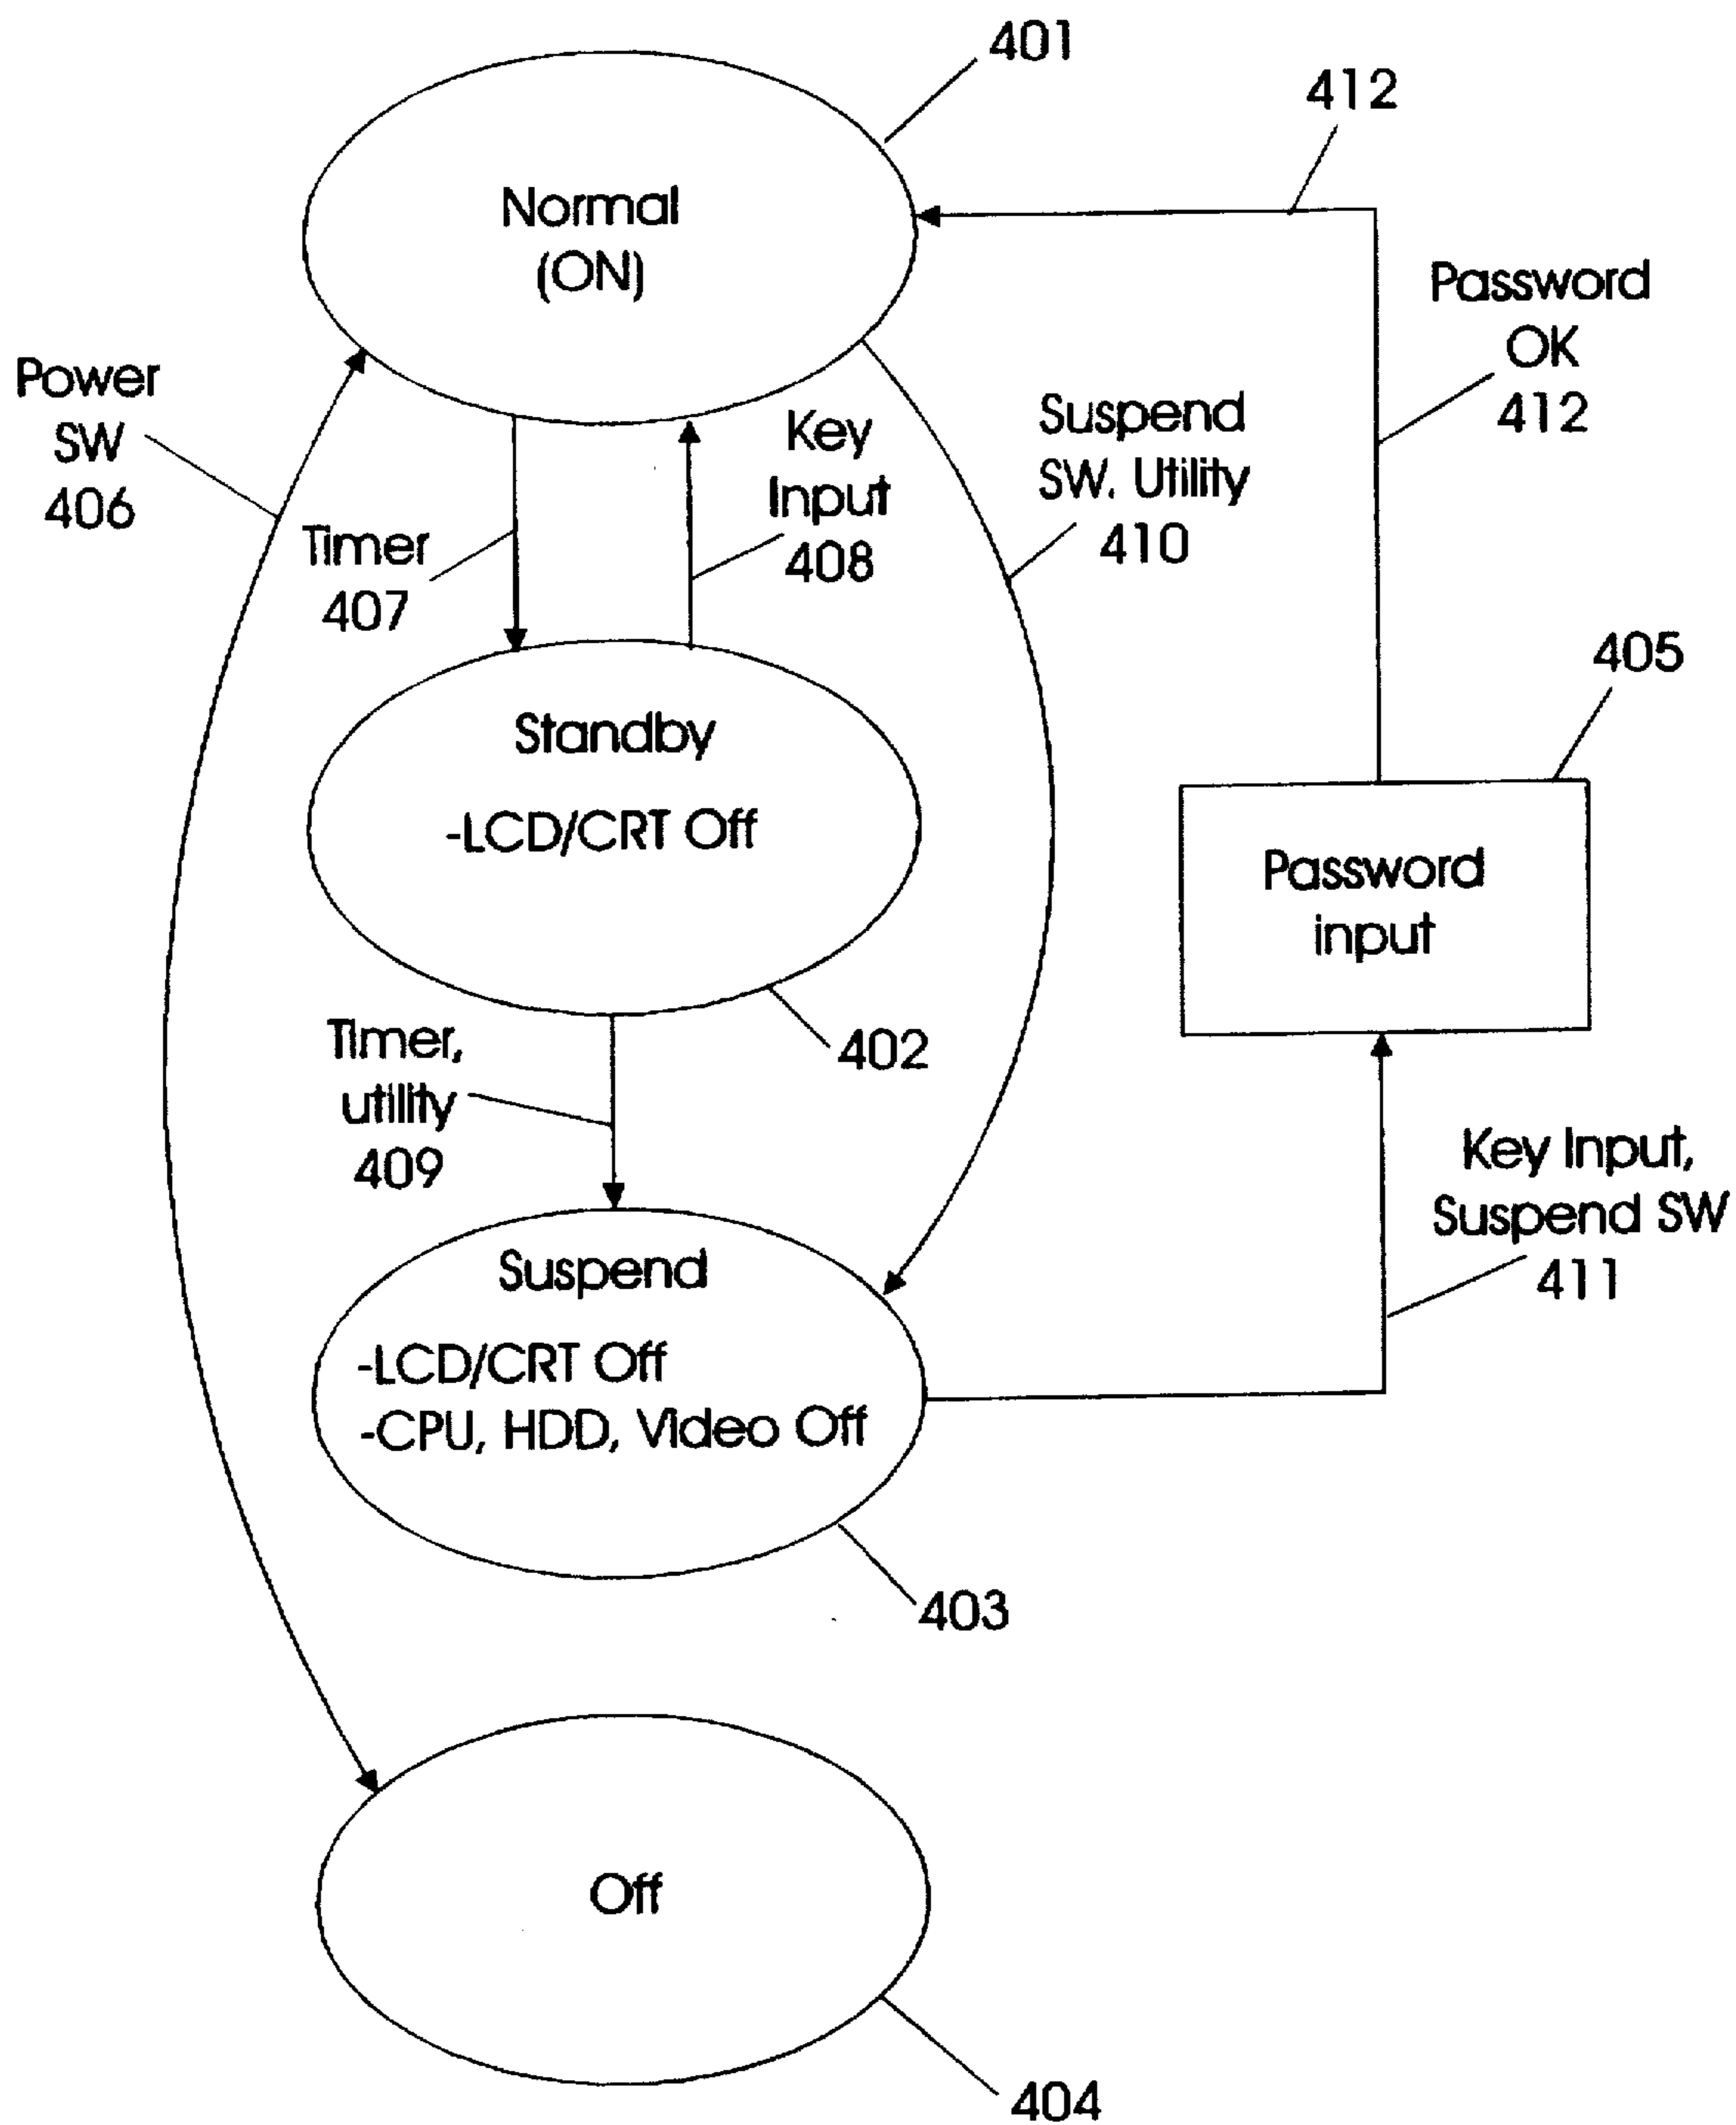 401
412
Normal
(ON)
Password
OK
412
Power
SW
406
Key
Input
408
Suspend
SW. Utility
410
Timer
407
405
Standby
-LCD/CRT Off
Password
input
402
Timer,
utility
409
Key Input,
Suspend SW
411
Suspend
-LCD/CRT Off
-CPU, HDD, Video Off
403
Off
404